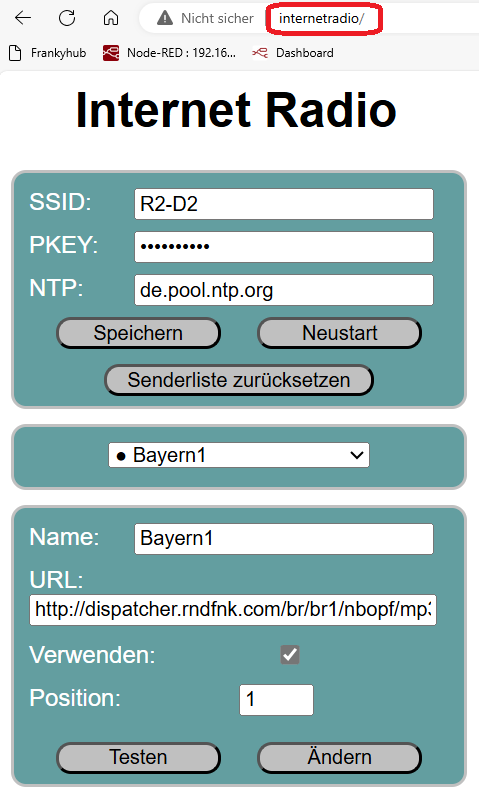 Nicht sicher internetradio/
Frankyhub Node-RED : 192.16... Dashboard
Internet Radio
SSID: R2-D2
PKEY: ••••••••••
NTP: de.pool.ntp.org
Speichern Neustart
Senderliste zurücksetzen
● Bayern1
Name: Bayern1
URL:
http://dispatcher.rndfnk.com/br/br1/nbopf/mp3
Verwenden:
Position: 1
Testen Ändern